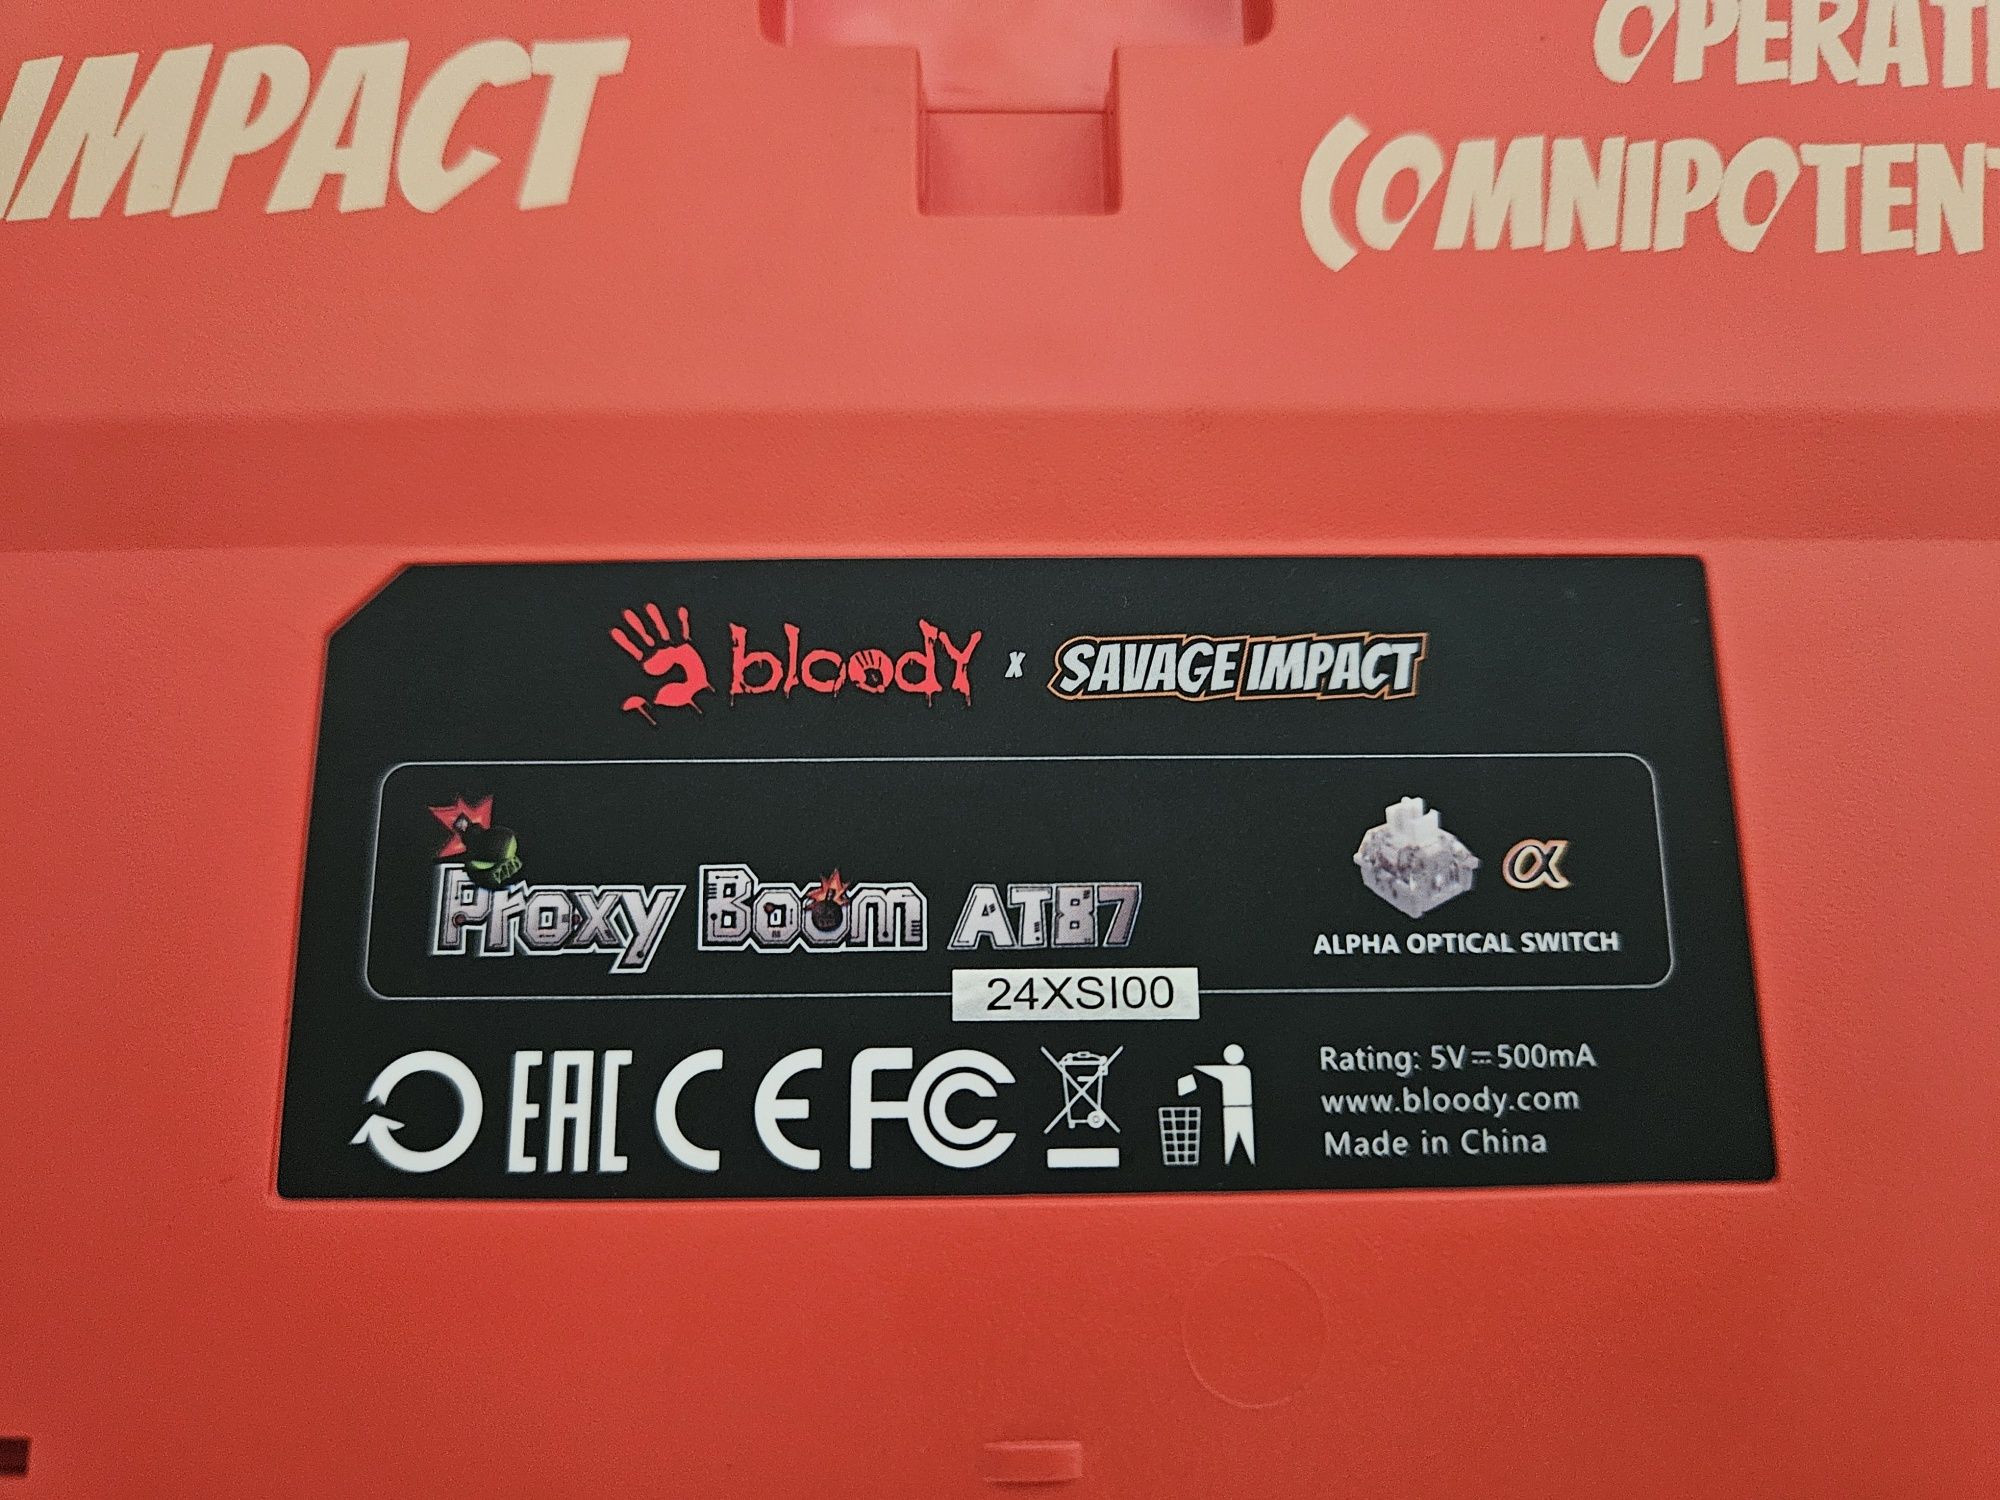 IMPACT
OPERATI
(OMNIPOTENT
bloody x SAVAGE IMPACT
Proxy Boom AT87
α
ALPHA OPTICAL SWITCH
24XSI00
EAC CE FC
Rating: 5V⎓500mA
www.bloody.com
Made in China